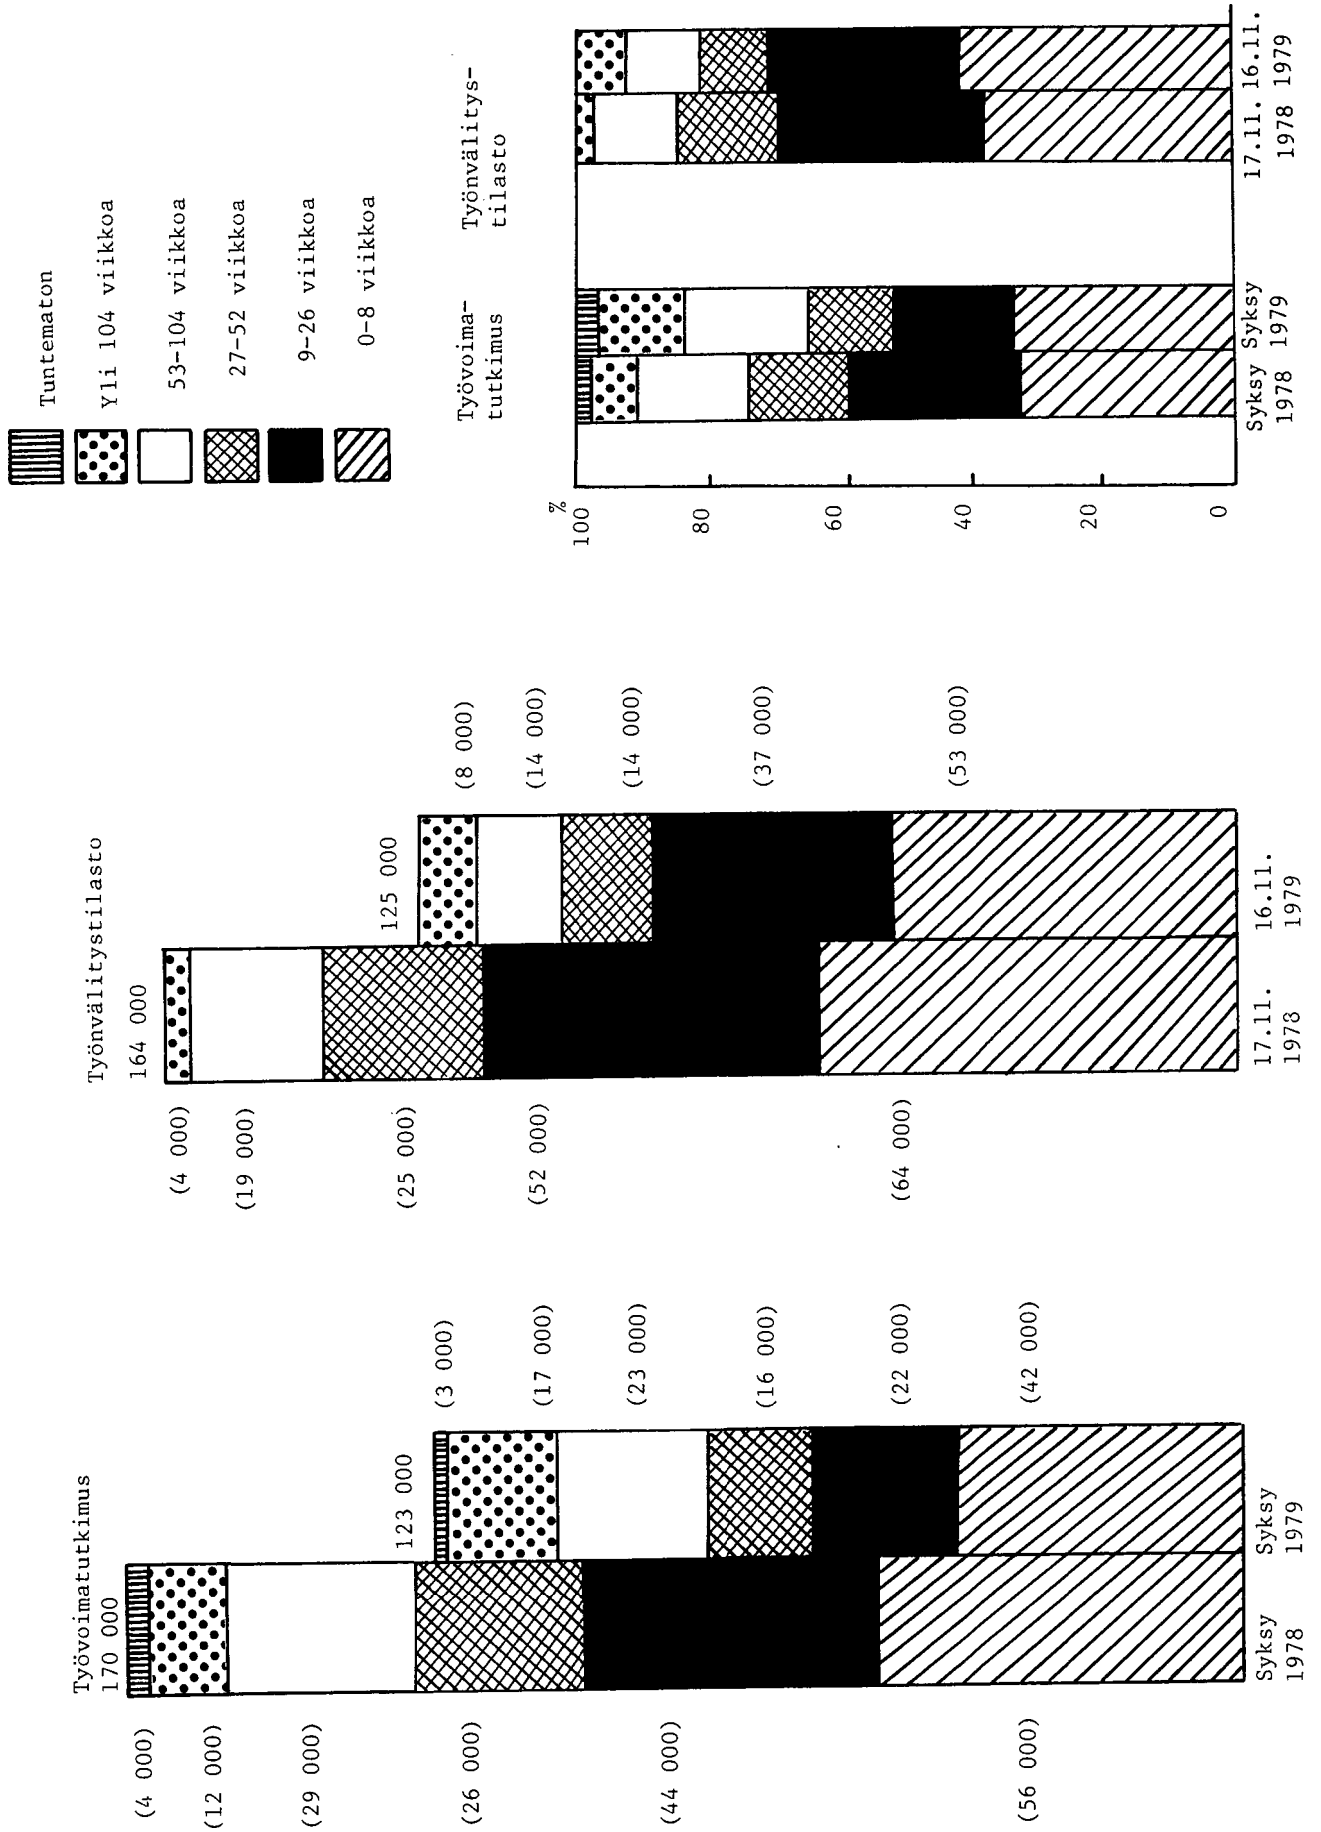 Työvoimatutkimus
170 000
123 000
(4 000)
(12 000)
(29 000)
(26 000)
(44 000)
(56 000)
(3 000)
(17 000)
(23 000)
(16 000)
(22 000)
(42 000)
Syksy
1978
Syksy
1979
Työnvälitystilasto
164 000
125 000
(4 000)
(19 000)
(25 000)
(52 000)
(64 000)
(8 000)
(14 000)
(14 000)
(37 000)
(53 000)
17.11.
1978
16.11.
1979
Tuntematon
Yli 104 viikkoa
53-104 viikkoa
27-52 viikkoa
9-26 viikkoa
0-8 viikkoa
Työvoima-
tutkimus
Työnvälitys-
tilasto
%
100
80
60
40
20
0
Syksy
1978
Syksy
1979
17.11.
1978
16.11.
1979